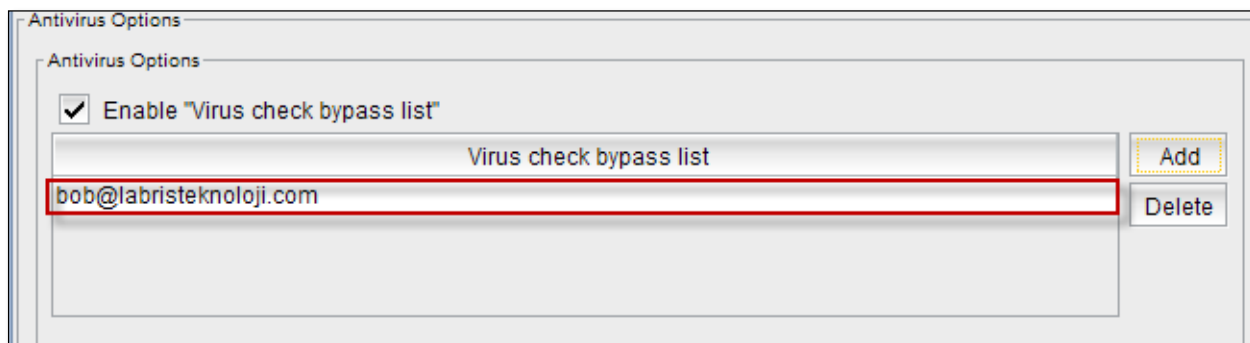 Antivirus Options
Antivirus Options
Enable "Virus check bypass list"
Virus check bypass list
Add
bob@labristeknoloji.com
Delete